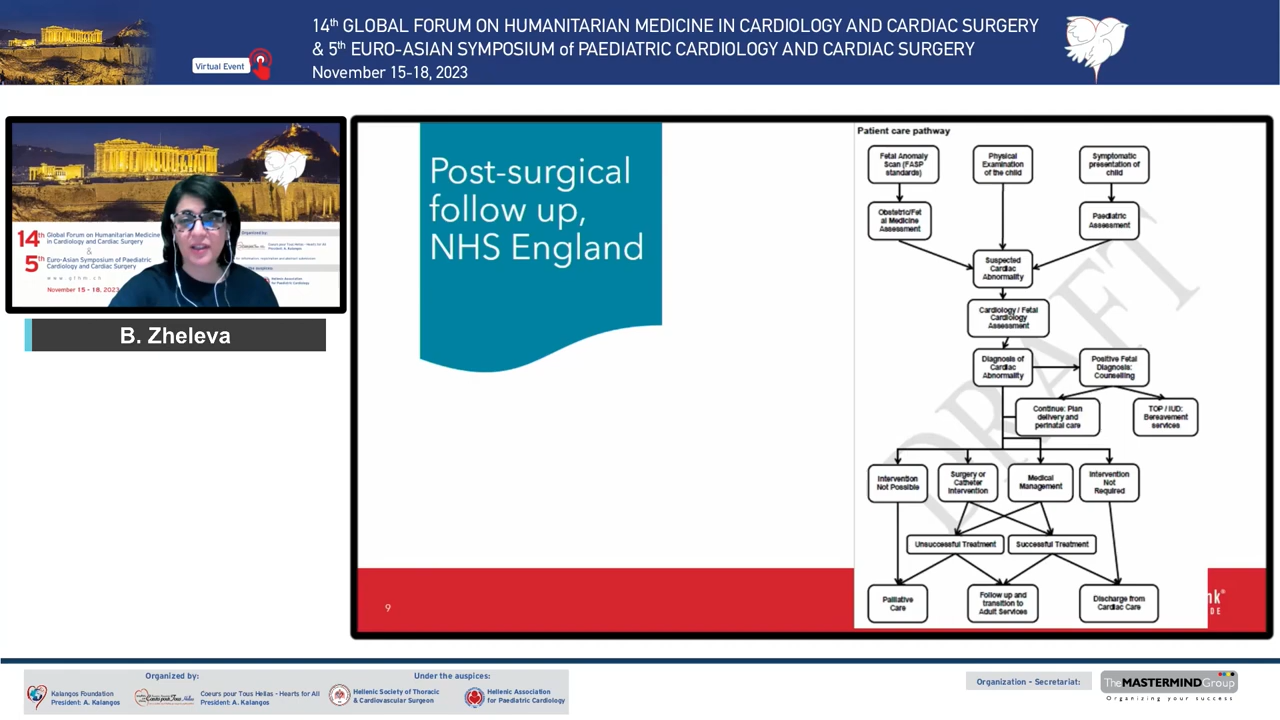 14th GLOBAL FORUM ON HUMANITARIAN MEDICINE IN CARDIOLOGY AND CARDIAC SURGERY
& 5th EURO-ASIAN SYMPOSIUM of PAEDIATRIC CARDIOLOGY AND CARDIAC SURGERY
November 15-18, 2023
Virtual Event
14th
Global Forum on Humanitarian Medicine
in Cardiology and Cardiac Surgery
&
5th
Euro-Asian Symposium of Paediatric
Cardiology and Cardiac Surgery
www.gfhm.ch
November 15 - 18, 2023
B. Zheleva
Post-surgical
follow up,
NHS England
9
Patient care pathway
Fetal Anomaly
Scan (FASP
standards)
Physical
Examination
of the child
Symptomatic
presentation of
child
Obstetric/Fet
al Medicine
Assessment
Paediatric
Assessment
Suspected
Cardiac
Abnormality
Cardiology / Fetal
Cardiology
Assessment
Diagnosis of
Cardiac
Abnormality
Positive Fetal
Diagnosis:
Counselling
Continue: Plan
delivery and
perinatal care
TOP / IUD:
Bereavement
services
Intervention
Not Possible
Surgery or
Catheter
Intervention
Medical
Management
Intervention
Not
Required
Unsuccessful Treatment
Successful Treatment
Palliative
Care
Follow up and
transition to
Adult Services
Discharge from
Cardiac Care
DRAFT
Organized by:
Kalangos Foundation
President: A. Kalangos
Coeurs pour Tous Hellas - Hearts for All
President: A. Kalangos
Under the auspices:
Hellenic Society of Thoracic
& Cardiovascular Surgeon
Hellenic Association
for Paediatric Cardiology
Organization - Secretariat:
The MASTERMIND Group
Organizing your success